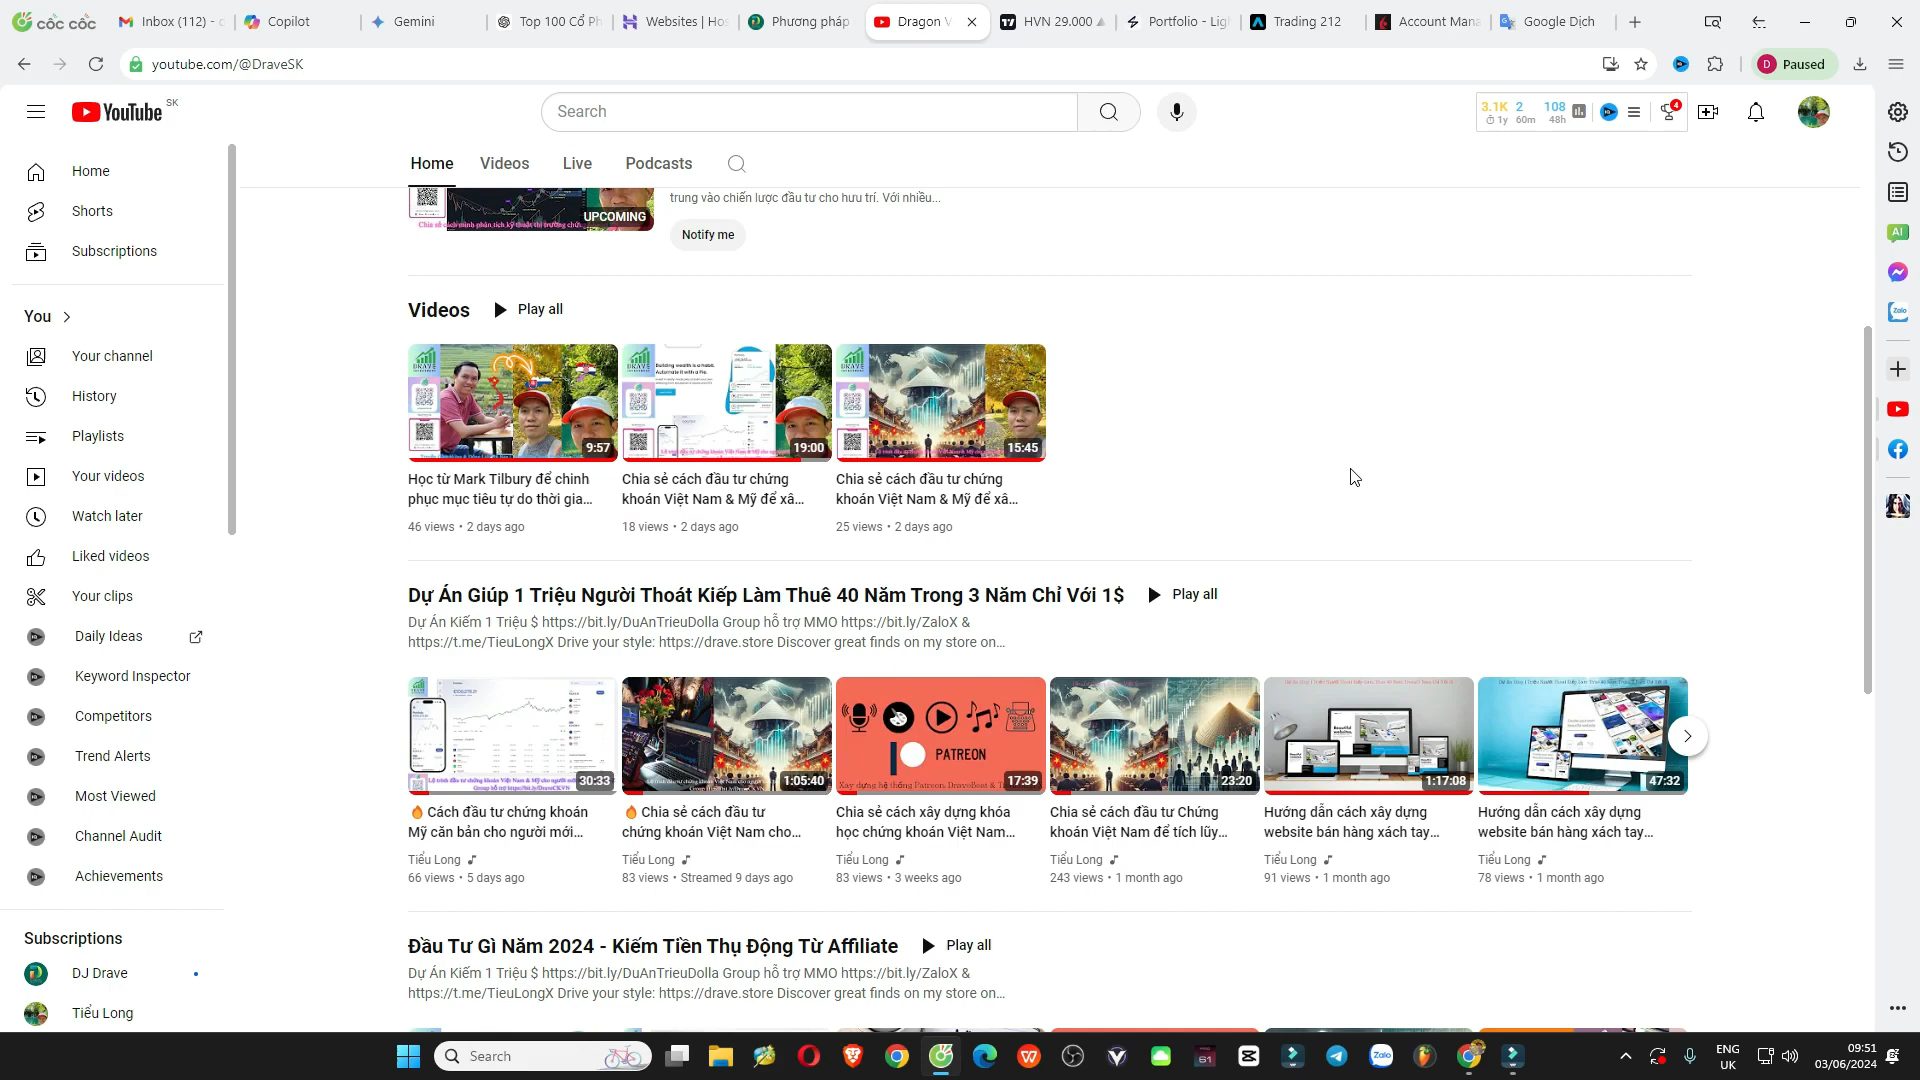 cốc cốc
Inbox (112) -
Copilot
Gemini
Top 100 Cổ Ph
Websites | Hos
Phương pháp
Dragon V
HVN 29.000
Portfolio - Ligh
Trading 212
Account Mana
Google Dịch
youtube.com/@DraveSK
D Paused
YouTube SK
Search
3.1K 2 108
1y 60m 48h
4
Home Videos Live Podcasts
Home
Shorts
Subscriptions
You
Your channel
History
Playlists
Your videos
Watch later
Liked videos
Your clips
Daily Ideas
Keyword Inspector
Competitors
Trend Alerts
Most Viewed
Channel Audit
Achievements
Subscriptions
DJ Drave
Tiểu Long
UPCOMING
trung vào chiến lược đầu tư cho hưu trí. Với nhiều...
Notify me
Videos Play all
9:57
19:00
15:45
Học từ Mark Tilbury để chinh
phục mục tiêu tự do thời gia...
46 views • 2 days ago
Chia sẻ cách đầu tư chứng
khoán Việt Nam & Mỹ để xâ...
18 views • 2 days ago
Chia sẻ cách đầu tư chứng
khoán Việt Nam & Mỹ để xâ...
25 views • 2 days ago
Dự Án Giúp 1 Triệu Người Thoát Kiếp Làm Thuê 40 Năm Trong 3 Năm Chỉ Với 1$ Play all
Dự Án Kiếm 1 Triệu $ https://bit.ly/DuAnTrieuDolla Group hỗ trợ MMO https://bit.ly/ZaloX &
https://t.me/TieuLongX Drive your style: https://drave.store Discover great finds on my store on...
30:33
1:05:40
PATREON
17:39
23:20
1:17:08
47:32
🔥 Cách đầu tư chứng khoán
Mỹ căn bản cho người mới...
Tiểu Long
66 views • 5 days ago
🔥 Chia sẻ cách đầu tư
chứng khoán Việt Nam cho...
Tiểu Long
83 views • Streamed 9 days ago
Chia sẻ cách xây dựng khóa
học chứng khoán Việt Nam...
Tiểu Long
83 views • 3 weeks ago
Chia sẻ cách đầu tư Chứng
khoán Việt Nam để tích lũy...
Tiểu Long
243 views • 1 month ago
Hướng dẫn cách xây dựng
website bán hàng xách tay...
Tiểu Long
91 views • 1 month ago
Hướng dẫn cách xây dựng
website bán hàng xách tay...
Tiểu Long
78 views • 1 month ago
Đầu Tư Gì Năm 2024 - Kiếm Tiền Thụ Động Từ Affiliate Play all
Dự Án Kiếm 1 Triệu $ https://bit.ly/DuAnTrieuDolla Group hỗ trợ MMO https://bit.ly/ZaloX &
https://t.me/TieuLongX Drive your style: https://drave.store Discover great finds on my store on...
AI
Zalo
Search
Zalo
ENG
UK
09:51
03/06/2024